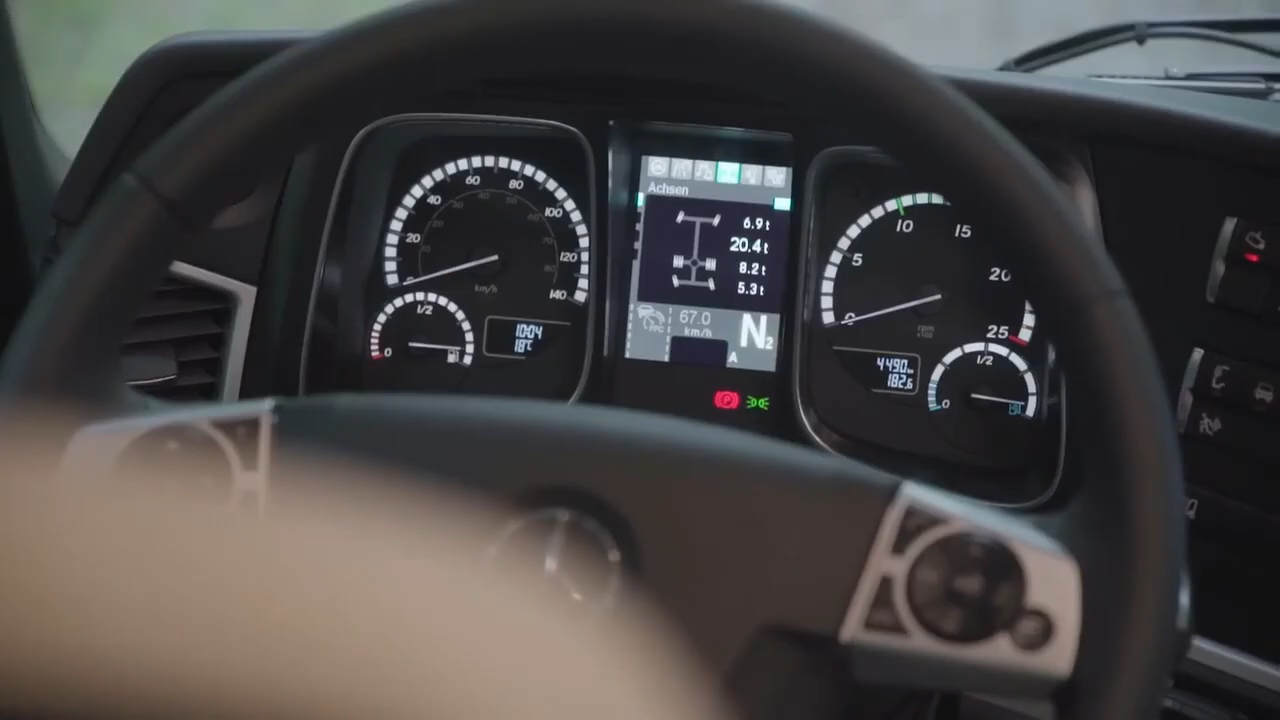 60 80
40 100
20 120
0 140
km/h
1/2
0
10:04
18°C
Achsen
6.9 t
20.4 t
8.2 t
5.3 t
67.0
km/h
N2
A
P
10 15
5 20
0 25
rpm
x100
4490 km
182.6
1/2
0